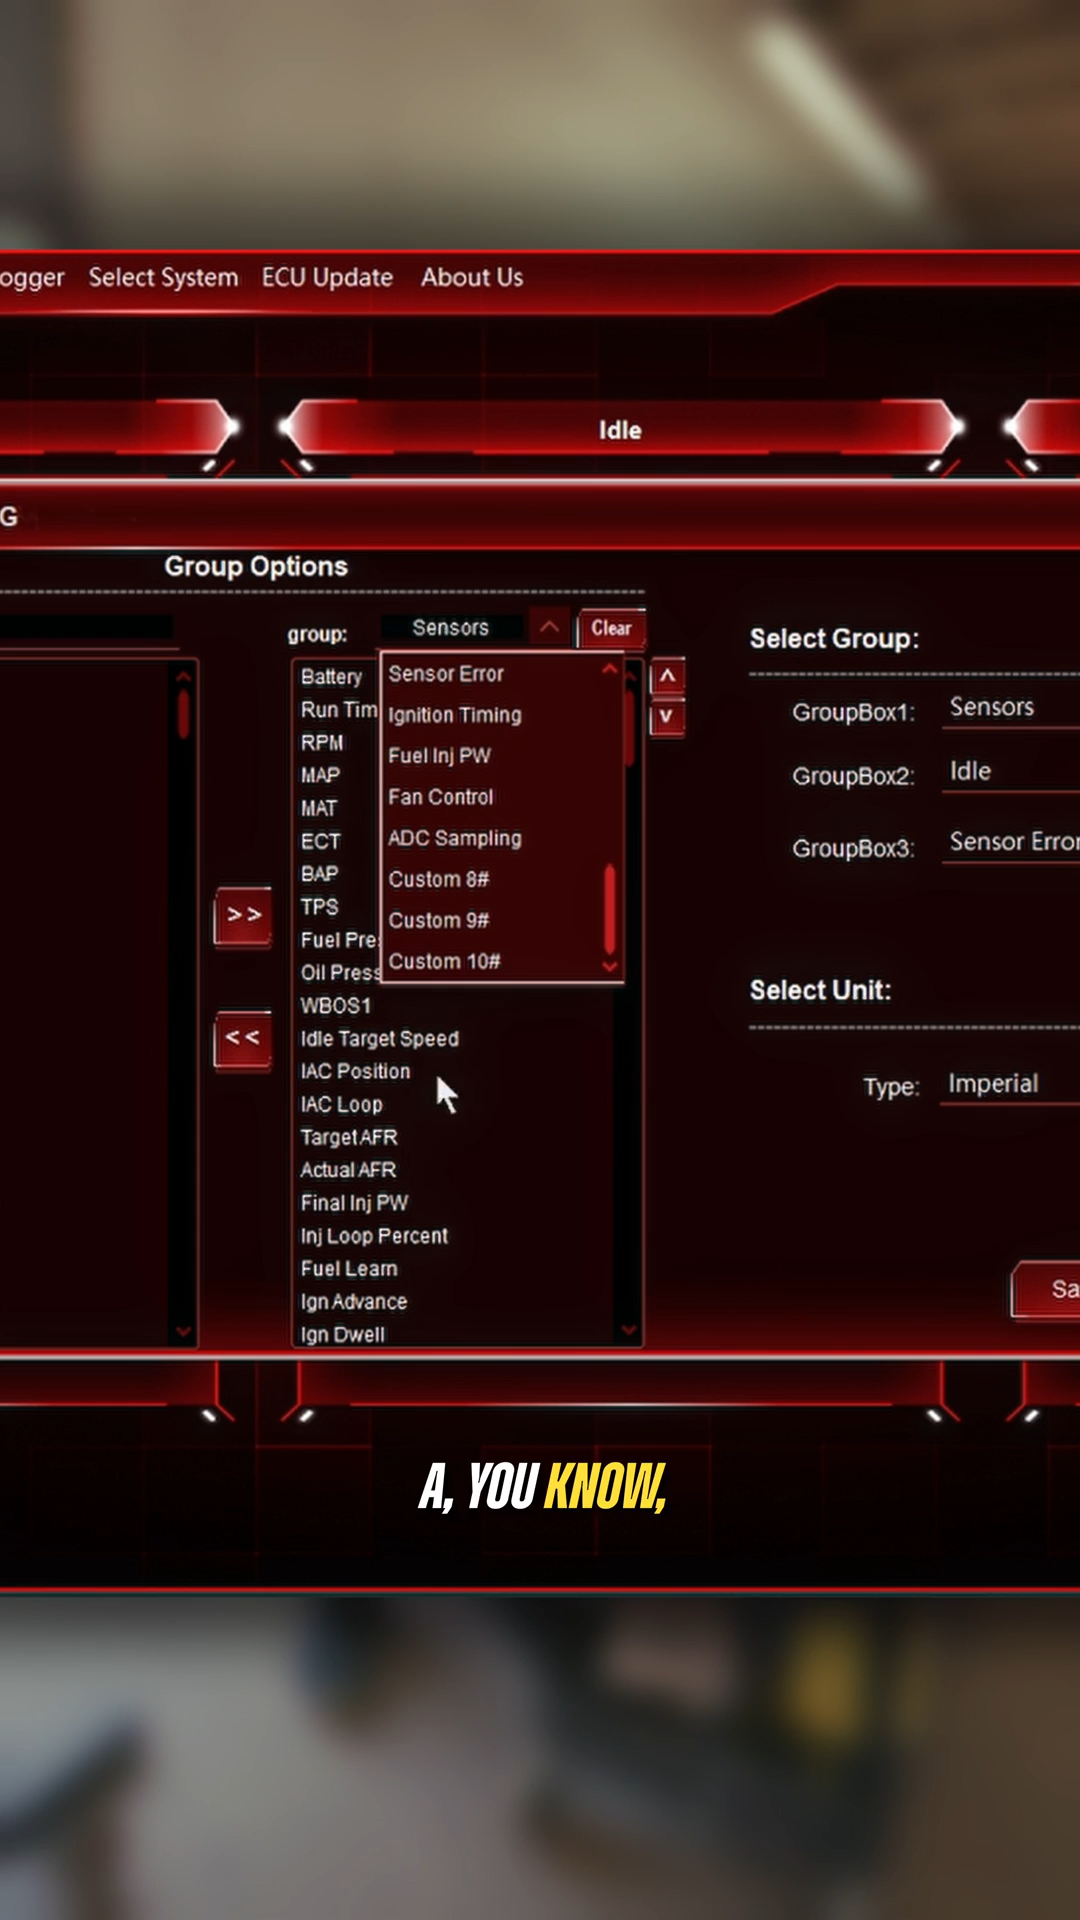 ogger Select System ECU Update About Us
Idle
G
Group Options
group: Sensors Clear
Sensor Error
Ignition Timing
Fuel Inj PW
Fan Control
ADC Sampling
Custom 8#
Custom 9#
Custom 10#
Battery
Run Tim
RPM
MAP
MAT
ECT
BAP
TPS
Fuel Pres
Oil Press
WBOS1
Idle Target Speed
IAC Position
IAC Loop
Target AFR
Actual AFR
Final Inj PW
Inj Loop Percent
Fuel Learn
Ign Advance
Ign Dwell
>>
<<
^
v
Select Group:
GroupBox1: Sensors
GroupBox2: Idle
GroupBox3: Sensor Error
Select Unit:
Type: Imperial
Sa
A, YOU KNOW,